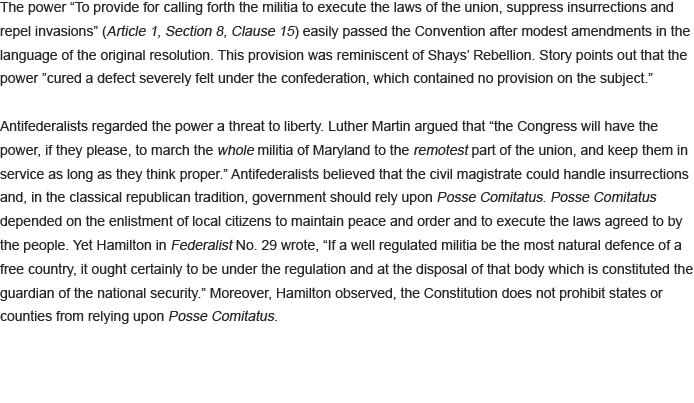 The power “To provide for calling forth the militia to execute the laws of the union, suppress insurrections and
repel invasions” (Article 1, Section 8, Clause 15) easily passed the Convention after modest amendments in the
language of the original resolution. This provision was reminiscent of Shays’ Rebellion. Story points out that the
power ”cured a defect severely felt under the confederation, which contained no provision on the subject.”
Antifederalists regarded the power a threat to liberty. Luther Martin argued that “the Congress will have the
power, if they please, to march the whole militia of Maryland to the remotest part of the union, and keep them in
service as long as they think proper.” Antifederalists believed that the civil magistrate could handle insurrections
and, in the classical republican tradition, government should rely upon Posse Comitatus. Posse Comitatus
depended on the enlistment of local citizens to maintain peace and order and to execute the laws agreed to by
the people. Yet Hamilton in Federalist No. 29 wrote, “If a well regulated militia be the most natural defence of a
free country, it ought certainly to be under the regulation and at the disposal of that body which is constituted the
guardian of the national security.” Moreover, Hamilton observed, the Constitution does not prohibit states or
counties from relying upon Posse Comitatus.